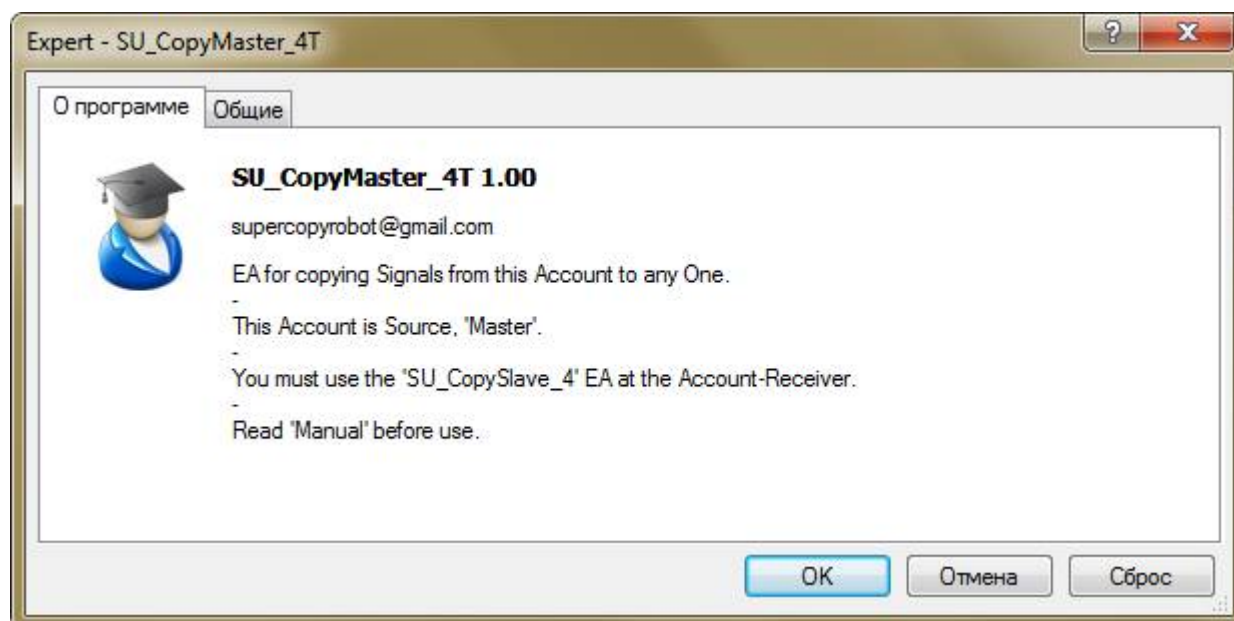 Expert - SU_CopyMaster_4T
О программе
Общие
SU_CopyMaster_4T 1.00
supercopyrobot@gmail.com
EA for copying Signals from this Account to any One.
-
This Account is Source, 'Master'.
-
You must use the 'SU_CopySlave_4' EA at the Account-Receiver.
-
Read 'Manual' before use.
OK
Отмена
Сброс